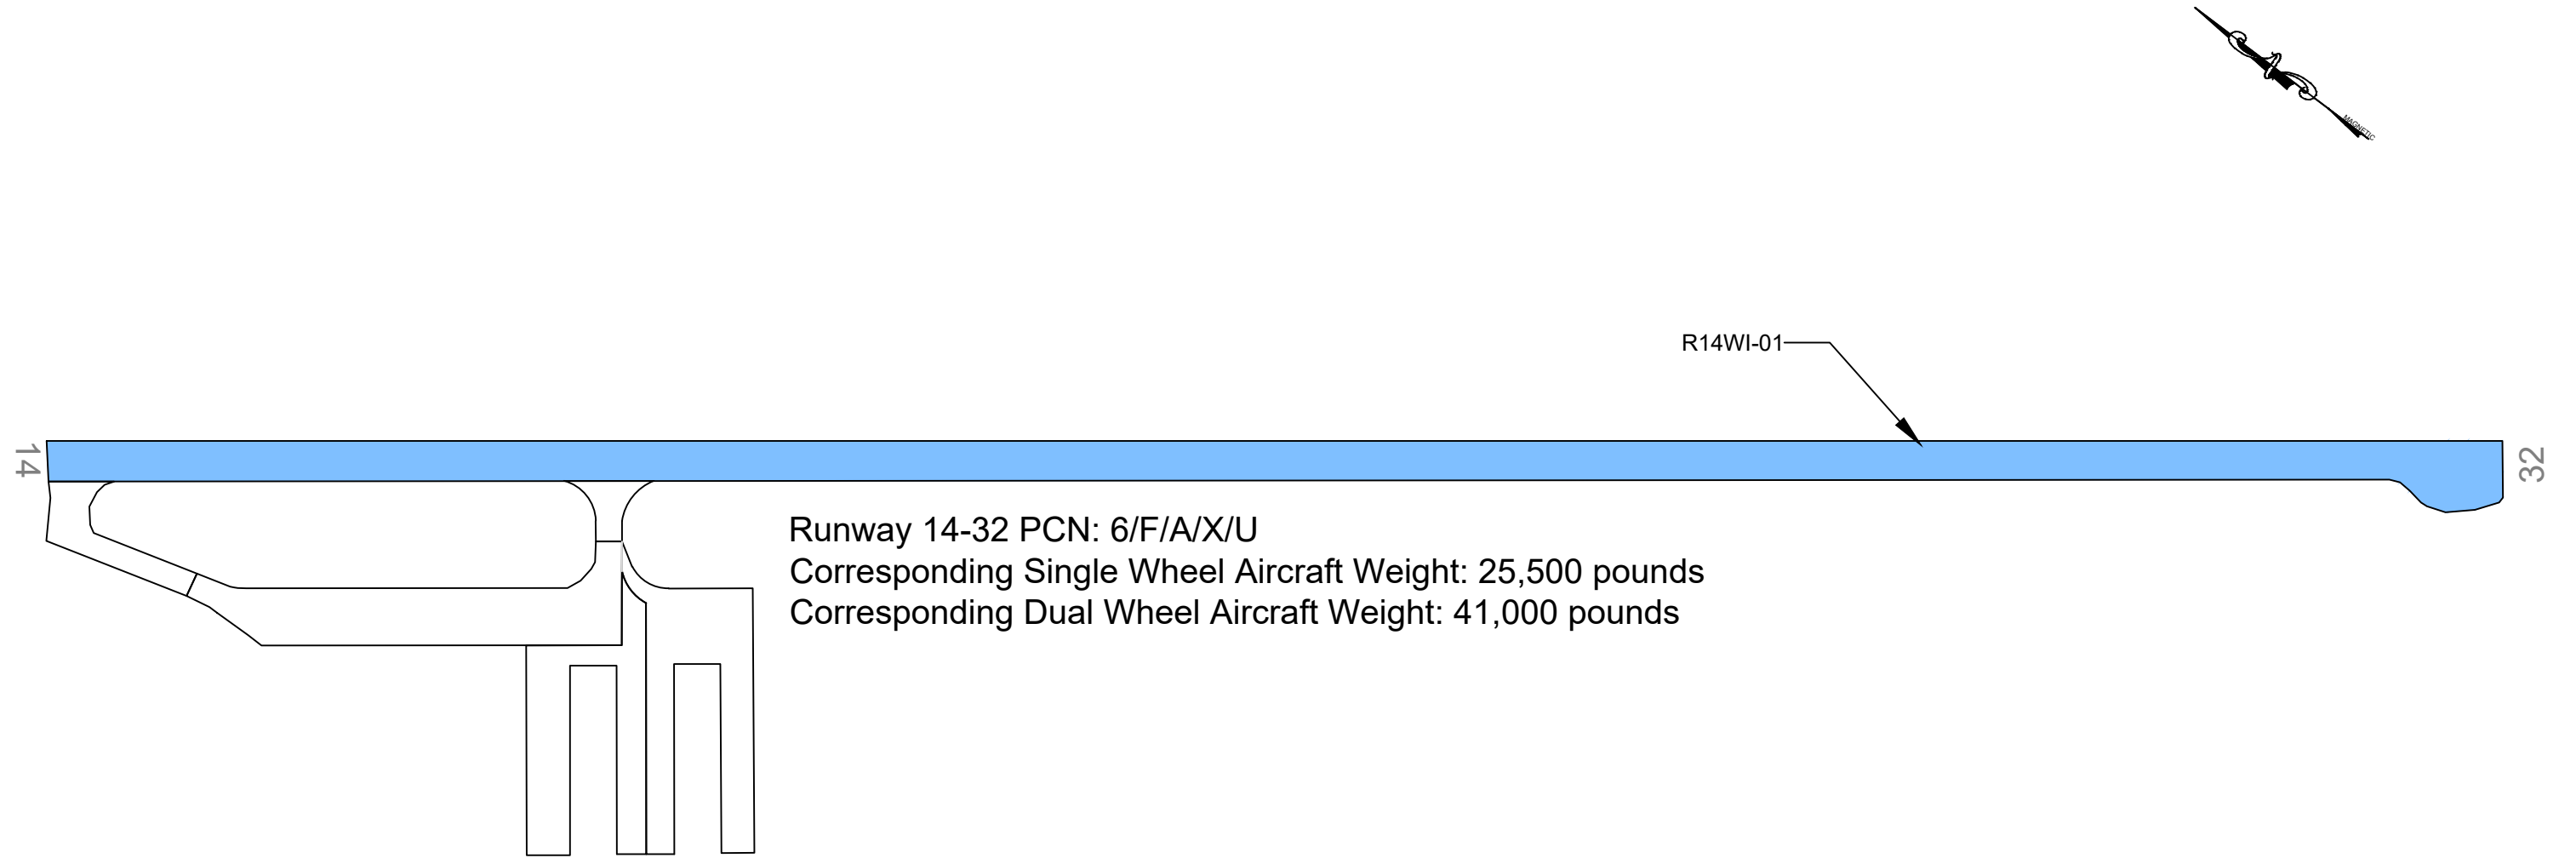 MAGNETIC
R14WI-01
14
32
Runway 14-32 PCN: 6/F/A/X/U
Corresponding Single Wheel Aircraft Weight: 25,500 pounds
Corresponding Dual Wheel Aircraft Weight: 41,000 pounds